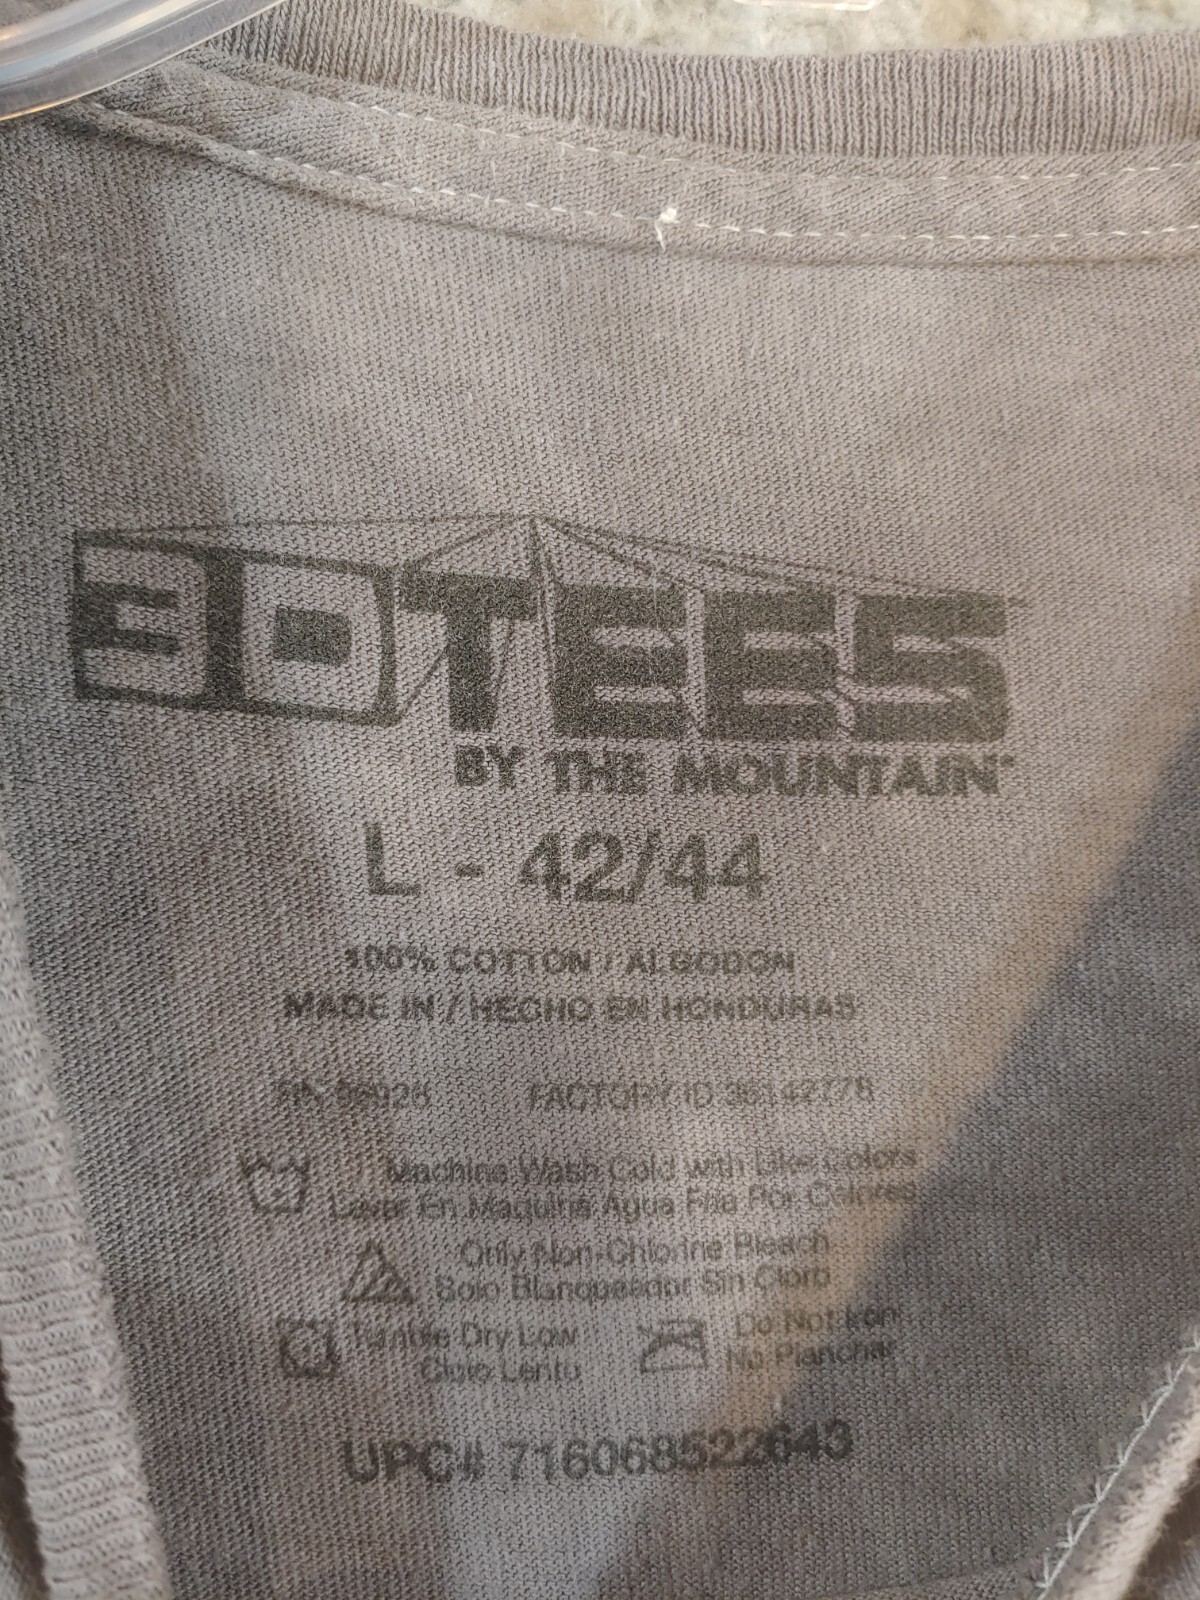 3DTEES™
BY THE MOUNTAIN
L - 42/44
100% COTTON / ALGODON
MADE IN / HECHO EN HONDURAS
FACTORY ID 36142778
Machine Wash Cold with Like Colors
Lavar En Maquina Agua Fria Por Colores
Only Non-Chlorine Bleach
Solo Blanqueador Sin Cloro
Tumble Dry Low
Ciclo Lento
Do Not Iron
No Planchar
UPC# 716068522643